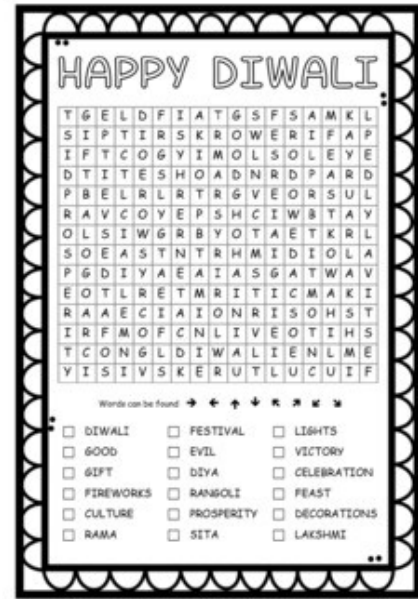 HAPPY DIWALI
T G E L D F I A T G S F S A M K L
S I P T I R S K R O W E R I F A P
I F T C O G Y I M O L S O L E Y E
D T I T E S H O A D N R D P A R D
P B E L R L R T R G V E O R S U L
R A V C O Y E P S H C I W B T A Y
O L S I W G R B Y O T A E T K R L
S O E A S T N T R H M I D I O L A
P G D I Y A E A I A S G A T W A V
E O T L R E T M R I T I C M A K I
R A A E C I A I O N R I S O H S T
I R F M O F C N L I V E O T I H S
T C O N G L D I W A L I E N L M E
Y I S I V S K E R U T L U C U I F
Words can be found → ← ↑ ↓ ↖ ↗ ↙ ↘
DIWALI FESTIVAL LIGHTS
GOOD EVIL VICTORY
GIFT DIYA CELEBRATION
FIREWORKS RANGOLI FEAST
CULTURE PROSPERITY DECORATIONS
RAMA SITA LAKSHMI